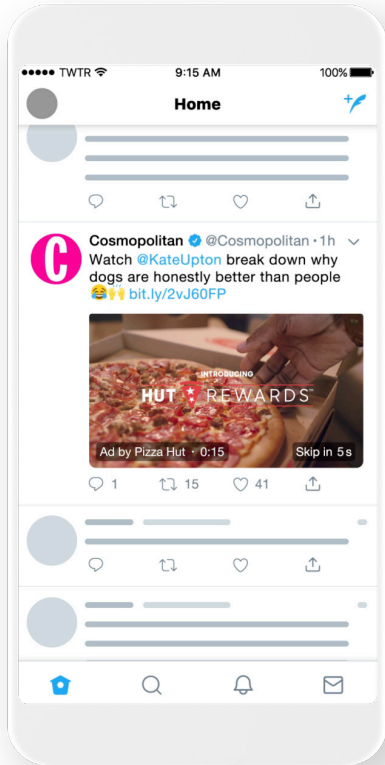 TWTR 9:15 AM 100%
Home
Cosmopolitan @Cosmopolitan · 1h
Watch @KateUpton break down why
dogs are honestly better than people
😂🙌 bit.ly/2vJ60FP
INTRODUCING
HUT REWARDS™
Ad by Pizza Hut · 0:15 Skip in 5s
1 15 41